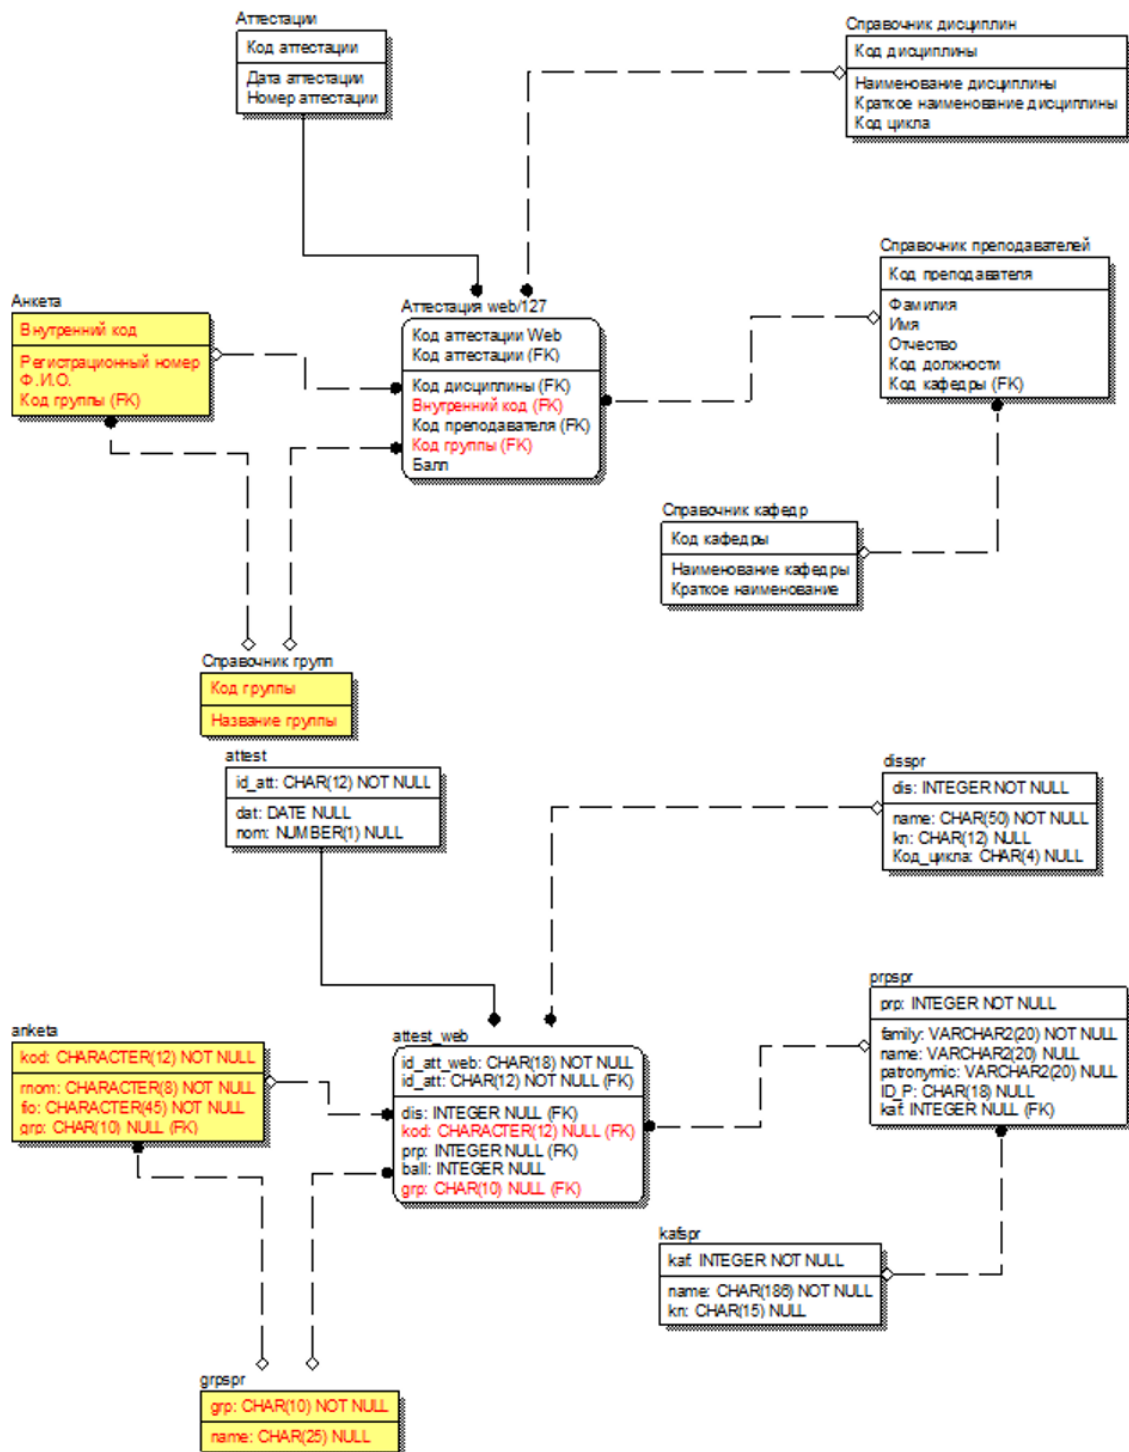 Аттестации
Код аттестации
Дата аттестации
Номер аттестации
Справочник дисциплин
Код дисциплины
Наименование дисциплины
Краткое наименование дисциплины
Код цикла
Справочник преподавателей
Код преподавателя
Фамилия
Имя
Отчество
Код должности
Код кафедры (FK)
Анкета
Внутренний код
Регистрационный номер
Ф.И.О.
Код группы (FK)
Аттестация web/127
Код аттестации Web
Код аттестации (FK)
Код дисциплины (FK)
Внутренний код (FK)
Код преподавателя (FK)
Код группы (FK)
Балл
Справочник кафедр
Код кафедры
Наименование кафедры
Краткое наименование
Справочник групп
Код группы
Название группы
attest
id_att: CHAR(12) NOT NULL
dat: DATE NULL
nom: NUMBER(1) NULL
disspr
dis: INTEGER NOT NULL
name: CHAR(50) NOT NULL
kn: CHAR(12) NULL
Код_цикла: CHAR(4) NULL
prpspr
prp: INTEGER NOT NULL
family: VARCHAR2(20) NOT NULL
name: VARCHAR2(20) NULL
patronymic: VARCHAR2(20) NULL
ID_P: CHAR(18) NULL
kaf: INTEGER NULL (FK)
anketa
kod: CHARACTER(12) NOT NULL
rnom: CHARACTER(8) NOT NULL
fio: CHARACTER(45) NOT NULL
grp: CHAR(10) NULL (FK)
attest_web
id_att_web: CHAR(18) NOT NULL
id_att: CHAR(12) NOT NULL (FK)
dis: INTEGER NULL (FK)
kod: CHARACTER(12) NULL (FK)
prp: INTEGER NULL (FK)
ball: INTEGER NULL
grp: CHAR(10) NULL (FK)
kafspr
kaf: INTEGER NOT NULL
name: CHAR(186) NOT NULL
kn: CHAR(15) NULL
grpspr
grp: CHAR(10) NOT NULL
name: CHAR(25) NULL